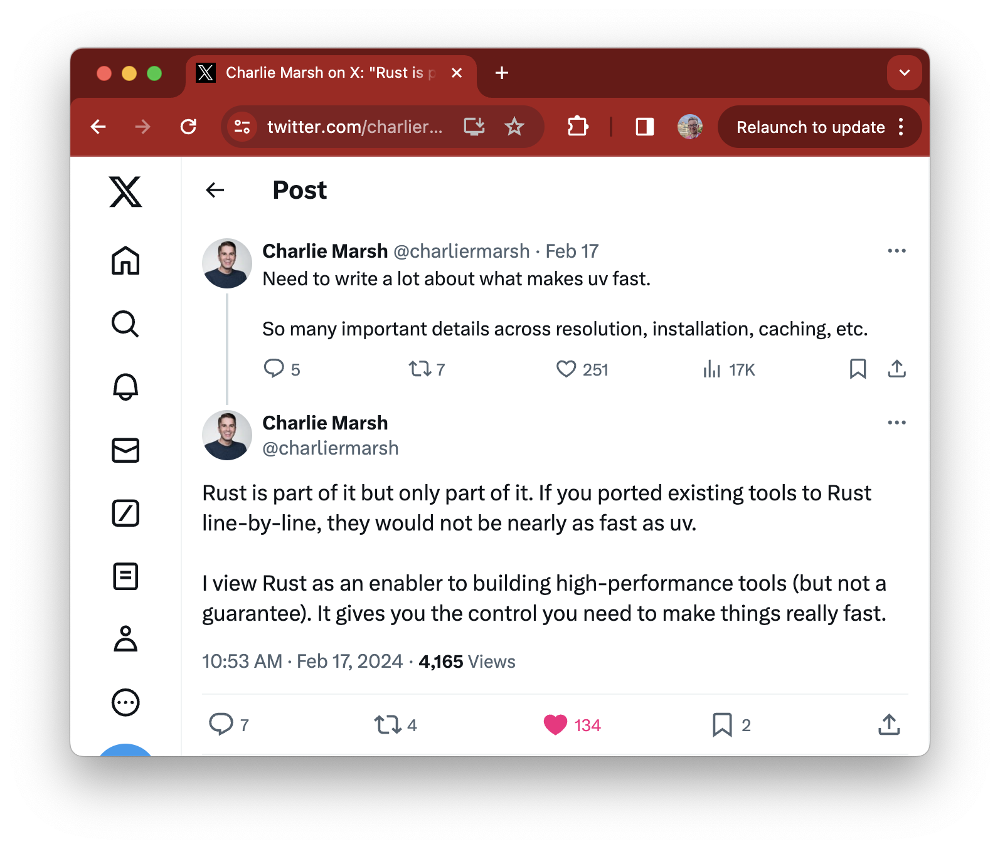 Charlie Marsh on X: "Rust is p
twitter.com/charlier...
Relaunch to update
Post
Charlie Marsh @charliermarsh · Feb 17
Need to write a lot about what makes uv fast.
So many important details across resolution, installation, caching, etc.
5 7 251 17K
Charlie Marsh
@charliermarsh
Rust is part of it but only part of it. If you ported existing tools to Rust
line-by-line, they would not be nearly as fast as uv.
I view Rust as an enabler to building high-performance tools (but not a
guarantee). It gives you the control you need to make things really fast.
10:53 AM · Feb 17, 2024 · 4,165 Views
7 4 134 2